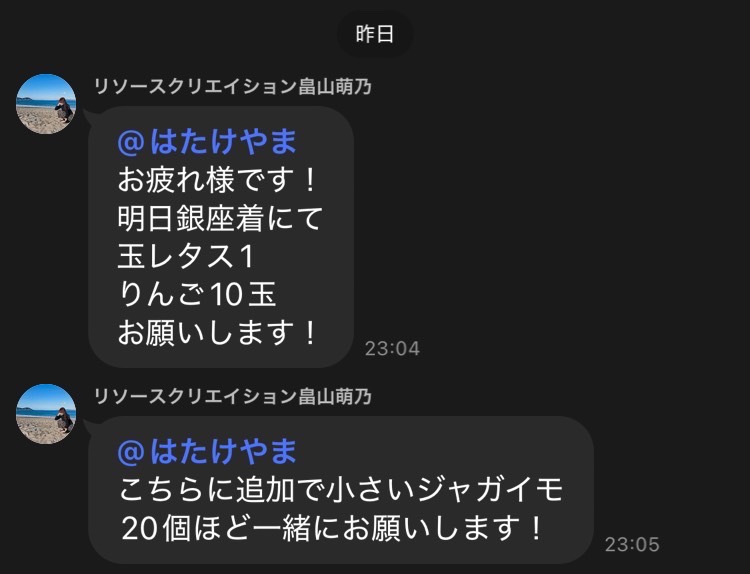 昨日
リソースクリエイション畠山萌乃
@はたけやま
お疲れ様です！
明日銀座着にて
玉レタス1
りんご10玉
お願いします！
23:04
リソースクリエイション畠山萌乃
@はたけやま
こちらに追加で小さいジャガイモ
20個ほど一緒にお願いします！
23:05